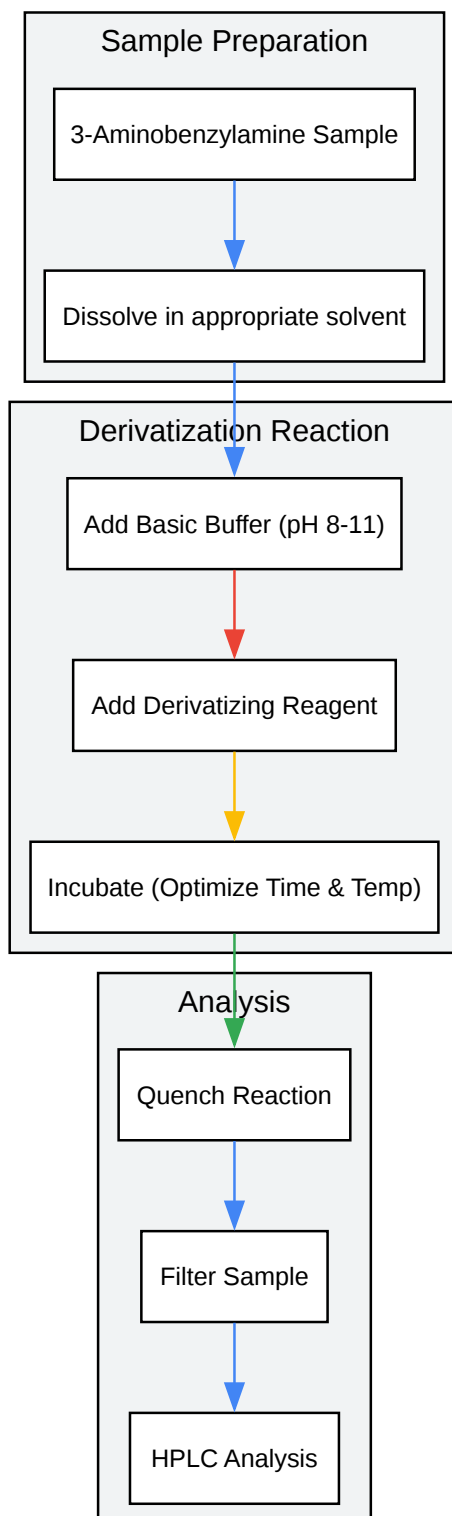 Sample Preparation
3-Aminobenzylamine Sample
Dissolve in appropriate solvent
Derivatization Reaction
Add Basic Buffer (pH 8-11)
Add Derivatizing Reagent
Incubate (Optimize Time & Temp)
Analysis
Quench Reaction
Filter Sample
HPLC Analysis